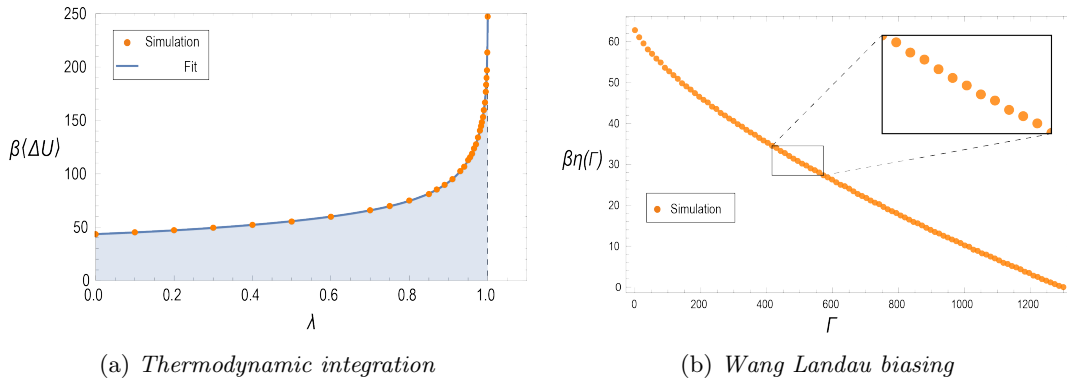 250
200
150
100
50
0
β⟨ΔU⟩
Simulation
Fit
0.0 0.2 0.4 0.6 0.8 1.0
λ
(a) Thermodynamic integration
60
50
40
30
20
10
0
βη(Γ)
Simulation
0 200 400 600 800 1000 1200
Γ
(b) Wang Landau biasing